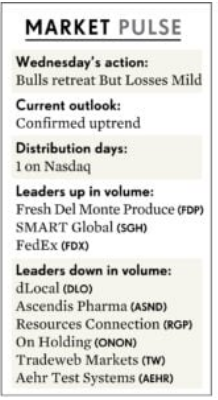 MARKET PULSE
Wednesday's action:
Bulls retreat But Losses Mild
Current outlook:
Confirmed uptrend
Distribution days:
1 on Nasdaq
Leaders up in volume:
Fresh Del Monte Produce (FDP)
SMART Global (SGH)
FedEx (FDX)
Leaders down in volume:
dLocal (DLO)
Ascendis Pharma (ASND)
Resources Connection (RGP)
On Holding (ONON)
Tradeweb Markets (TW)
Aehr Test Systems (AEHR)